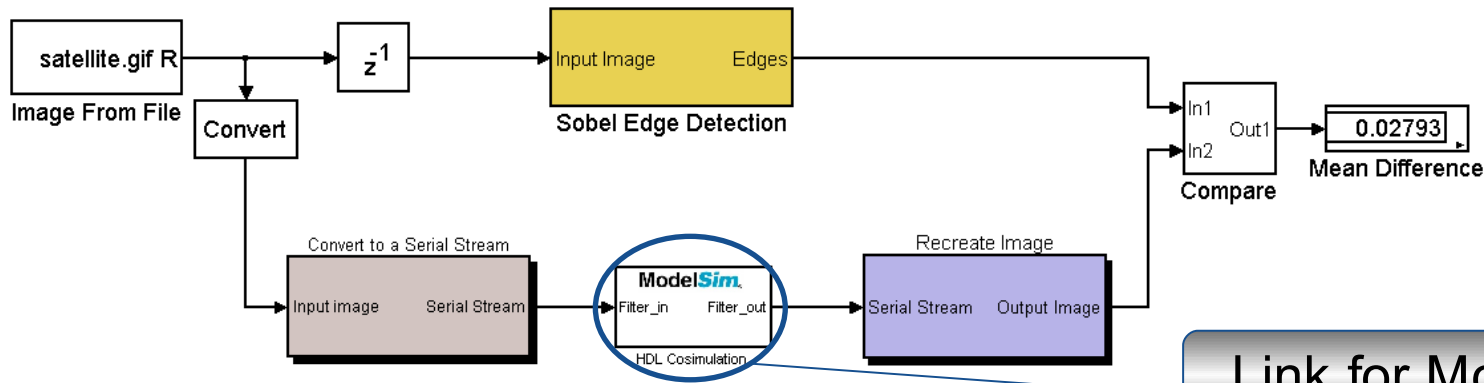 satellite.gif R
Image From File
Convert
z-1
Input Image Edges
Sobel Edge Detection
In1
In2
Out1
Compare
0.02793
Mean Difference
Convert to a Serial Stream
Input image Serial Stream
ModelSim
Filter_in Filter_out
HDL Cosimulation
Recreate Image
Serial Stream Output Image
Link for Mo